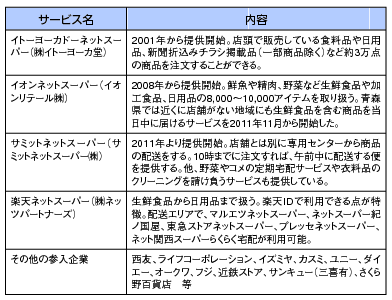 サービス名
内容
イトーヨーカドーネットスー
パー(㈱イトーヨーカ堂)
2001年から提供開始。店頭で販売している食料品や日用
品、新聞折込みチラシ掲載品(一部商品除く)など約3万点
の商品を注文することができる。
イオンネットスーパー(イオ
ンリテール㈱)
2008年から提供開始。鮮魚や精肉、野菜など生鮮食品や加
工食品、日用品の8,000~10,000アイテムを取り扱う。青森
県では近くに店舗がない地域にも生鮮食品を含む商品を当
日中に届けるサービスを2011年11月から開始した。
サミットネットスーパー(サ
ミットネットスーパー㈱)
2011年より提供開始。店舗とは別に専用センターから商品
の配送をする。10時までに注文すれば、午前中に配送する便
を提供する。他、野菜やコメの定期宅配サービスや衣料品の
クリーニングを請け負うサービスも提供している。
楽天ネットスーパー(㈱ネッ
ツパートナーズ)
生鮮食品から日用品まで扱う。楽天IDで利用できる点が特
徴。配送エリアで、マルエツネットスーパー、ネットスーパー紀
ノ国屋、東急ストアネットスーパー、プレッセネットスーパー、
ネット関西スーパーらくらく宅配が利用可能。
その他の参入企業
西友、ライフコーポレーション、イズミヤ、カスミ、ユニー、ダイ
エー、オークワ、フジ、近鉄ストア、サンキュー(三喜有)、さくら
野百貨店 等